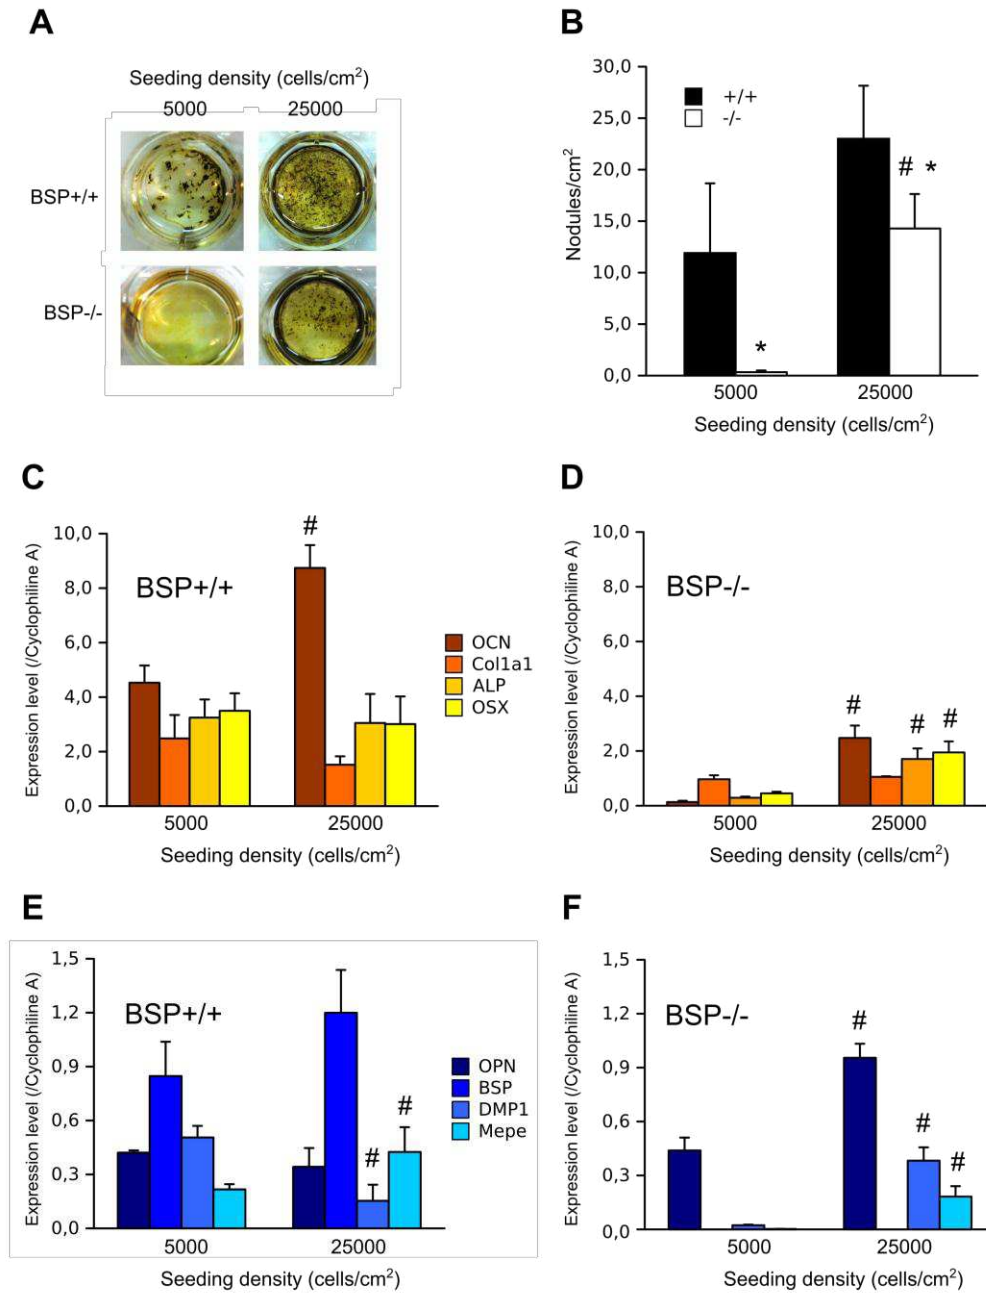 A
Seeding density (cells/cm²)
5000 25000
BSP+/+
BSP-/-
B
30,0
25,0
20,0
15,0
10,0
5,0
0,0
Nodules/cm²
+/+
-/-
*
# *
5000 25000
Seeding density (cells/cm²)
C
10,0
8,0
6,0
4,0
2,0
0,0
Expression level (/Cyclophiline A)
BSP+/+
#
OCN
Col1a1
ALP
OSX
5000 25000
Seeding density (cells/cm²)
D
10,0
8,0
6,0
4,0
2,0
0,0
Expression level (/Cyclophiline A)
BSP-/-
# # #
5000 25000
Seeding density (cells/cm²)
E
1,5
1,2
0,9
0,6
0,3
0,0
Expression level (/Cyclophiline A)
BSP+/+
# #
OPN
BSP
DMP1
Mepe
5000 25000
Seeding density (cells/cm²)
F
1,5
1,2
0,9
0,6
0,3
0,0
Expression level (/Cyclophiline A)
BSP-/-
# # #
5000 25000
Seeding density (cells/cm²)